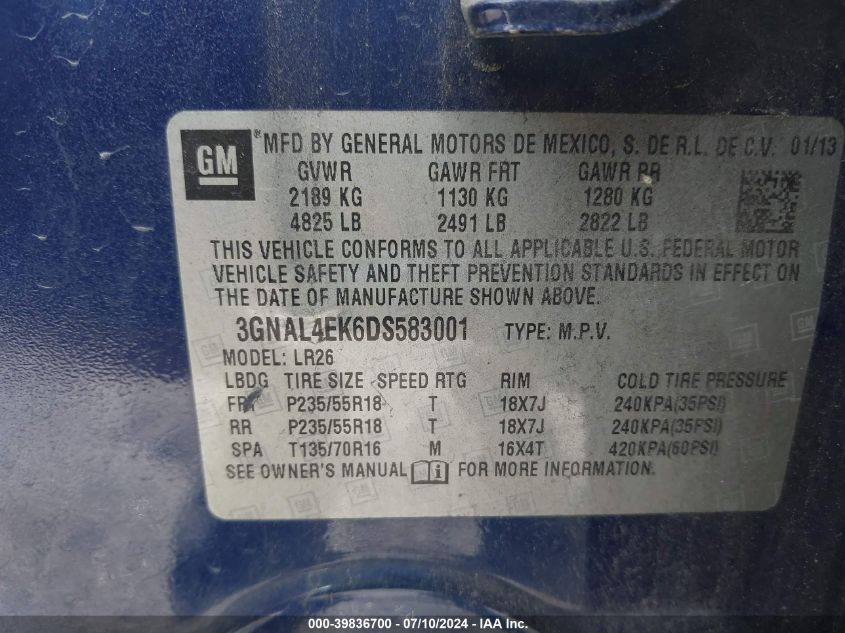 GM ® MFD BY GENERAL MOTORS DE MEXICO, S. DE R.L. DE C.V. 01/13
GVWR GAWR FRT GAWR RR
2189 KG 1130 KG 1280 KG
4825 LB 2491 LB 2822 LB
THIS VEHICLE CONFORMS TO ALL APPLICABLE U.S. FEDERAL MOTOR
VEHICLE SAFETY AND THEFT PREVENTION STANDARDS IN EFFECT ON
THE DATE OF MANUFACTURE SHOWN ABOVE.
3GNAL4EK6DS583001 TYPE: M.P.V.
MODEL: LR26
LBDG TIRE SIZE SPEED RTG RIM COLD TIRE PRESSURE
FRT P235/55R18 T 18X7J 240KPA(35PSI)
RR P235/55R18 T 18X7J 240KPA(35PSI)
SPA T135/70R16 M 16X4T 420KPA(60PSI)
SEE OWNER'S MANUAL i FOR MORE INFORMATION.
000-39836700 - 07/10/2024 - IAA Inc.